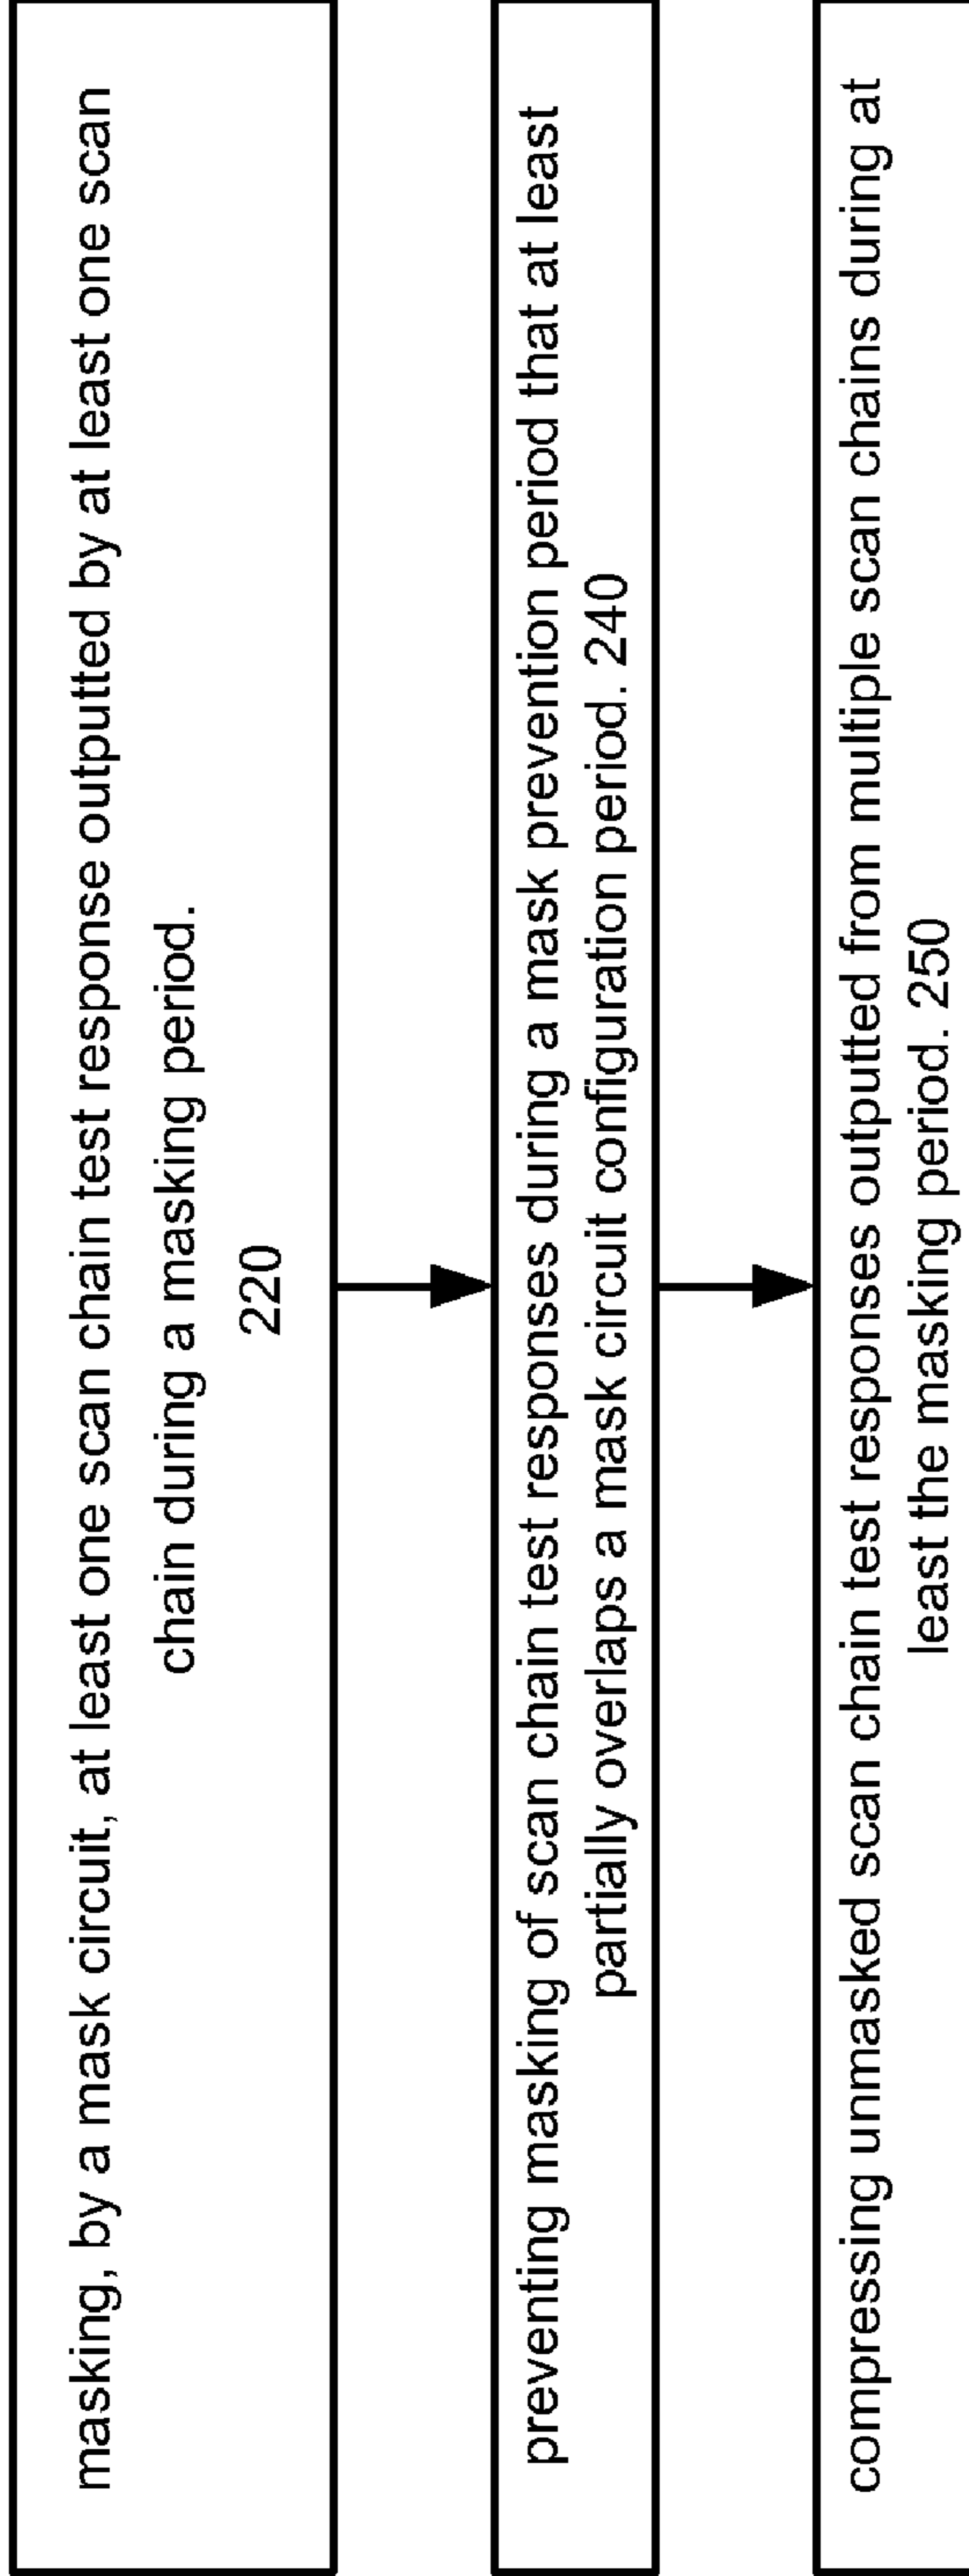 masking, by a mask circuit, at least one scan chain test response outputted by at least one scan
chain during a masking period.
220
preventing masking of scan chain test responses during a mask prevention period that at least
partially overlaps a mask circuit configuration period. 240
compressing unmasked scan chain test responses outputted from multiple scan chains during at
least the masking period. 250